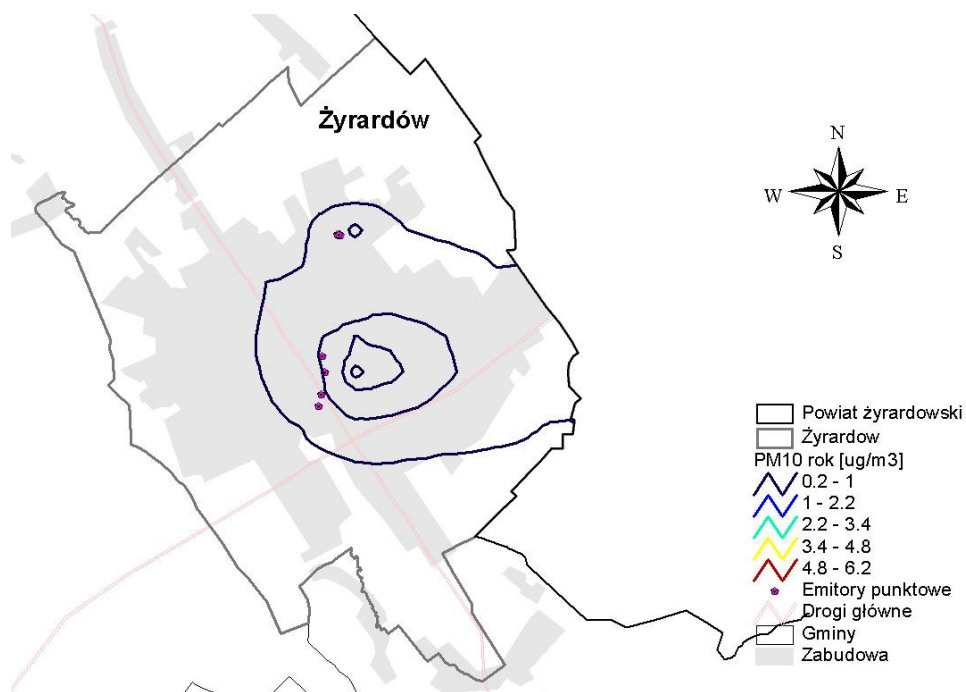 Żyrardów
N
W
E
S
Powiat żyrardowski
Żyrardow
PM10 rok [ug/m3]
0.2 - 1
1 - 2.2
2.2 - 3.4
3.4 - 4.8
4.8 - 6.2
Emitory punktowe
Drogi główne
Gminy
Zabudowa